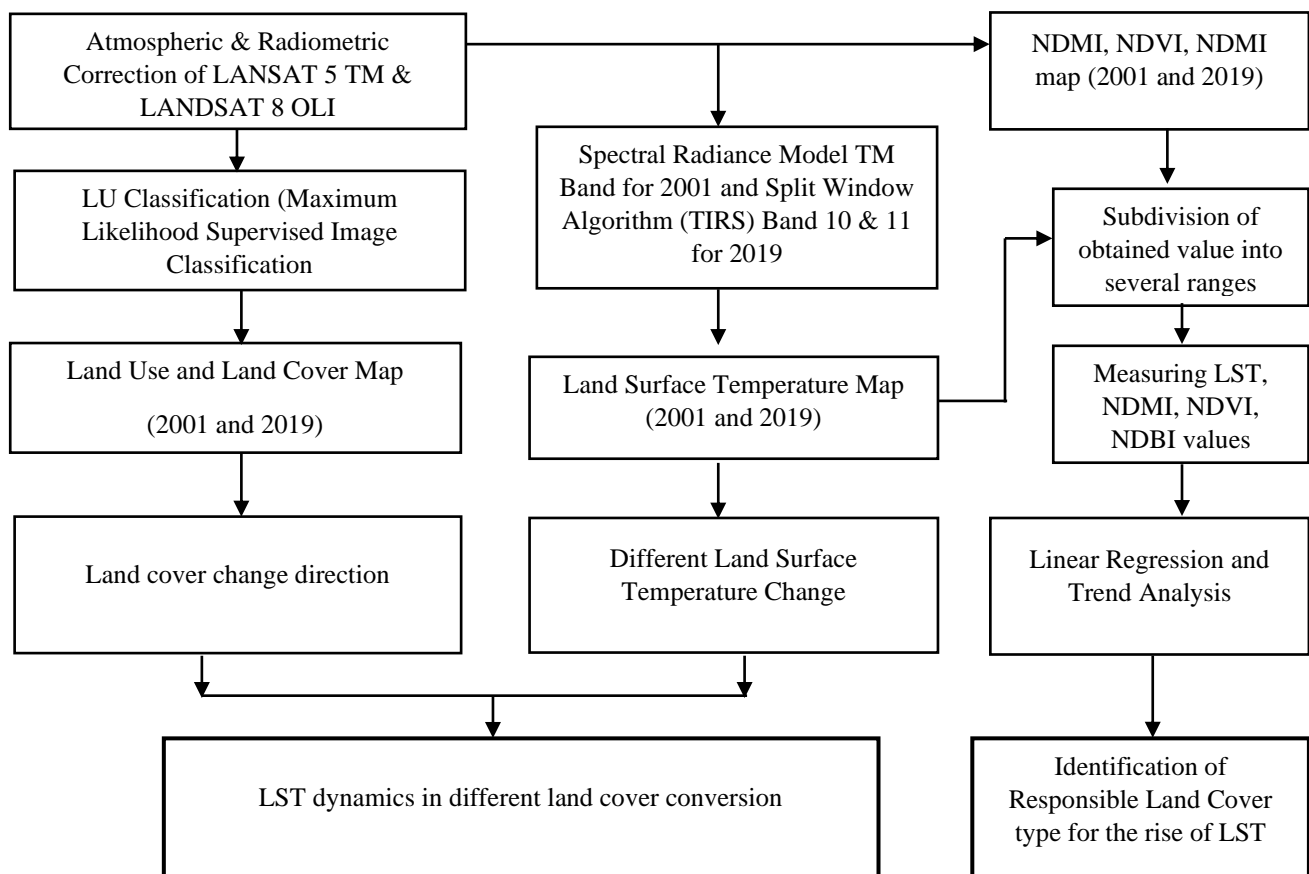 Atmospheric & Radiometric
Correction of LANSAT 5 TM &
LANDSAT 8 OLI
LU Classification (Maximum
Likelihood Supervised Image
Classification
Land Use and Land Cover Map
(2001 and 2019)
Land cover change direction
Spectral Radiance Model TM
Band for 2001 and Split Window
Algorithm (TIRS) Band 10 & 11
for 2019
Land Surface Temperature Map
(2001 and 2019)
Different Land Surface
Temperature Change
LST dynamics in different land cover conversion
NDMI, NDVI, NDMI
map (2001 and 2019)
Subdivision of
obtained value into
several ranges
Measuring LST,
NDMI, NDVI,
NDBI values
Linear Regression and
Trend Analysis
Identification of
Responsible Land Cover
type for the rise of LST